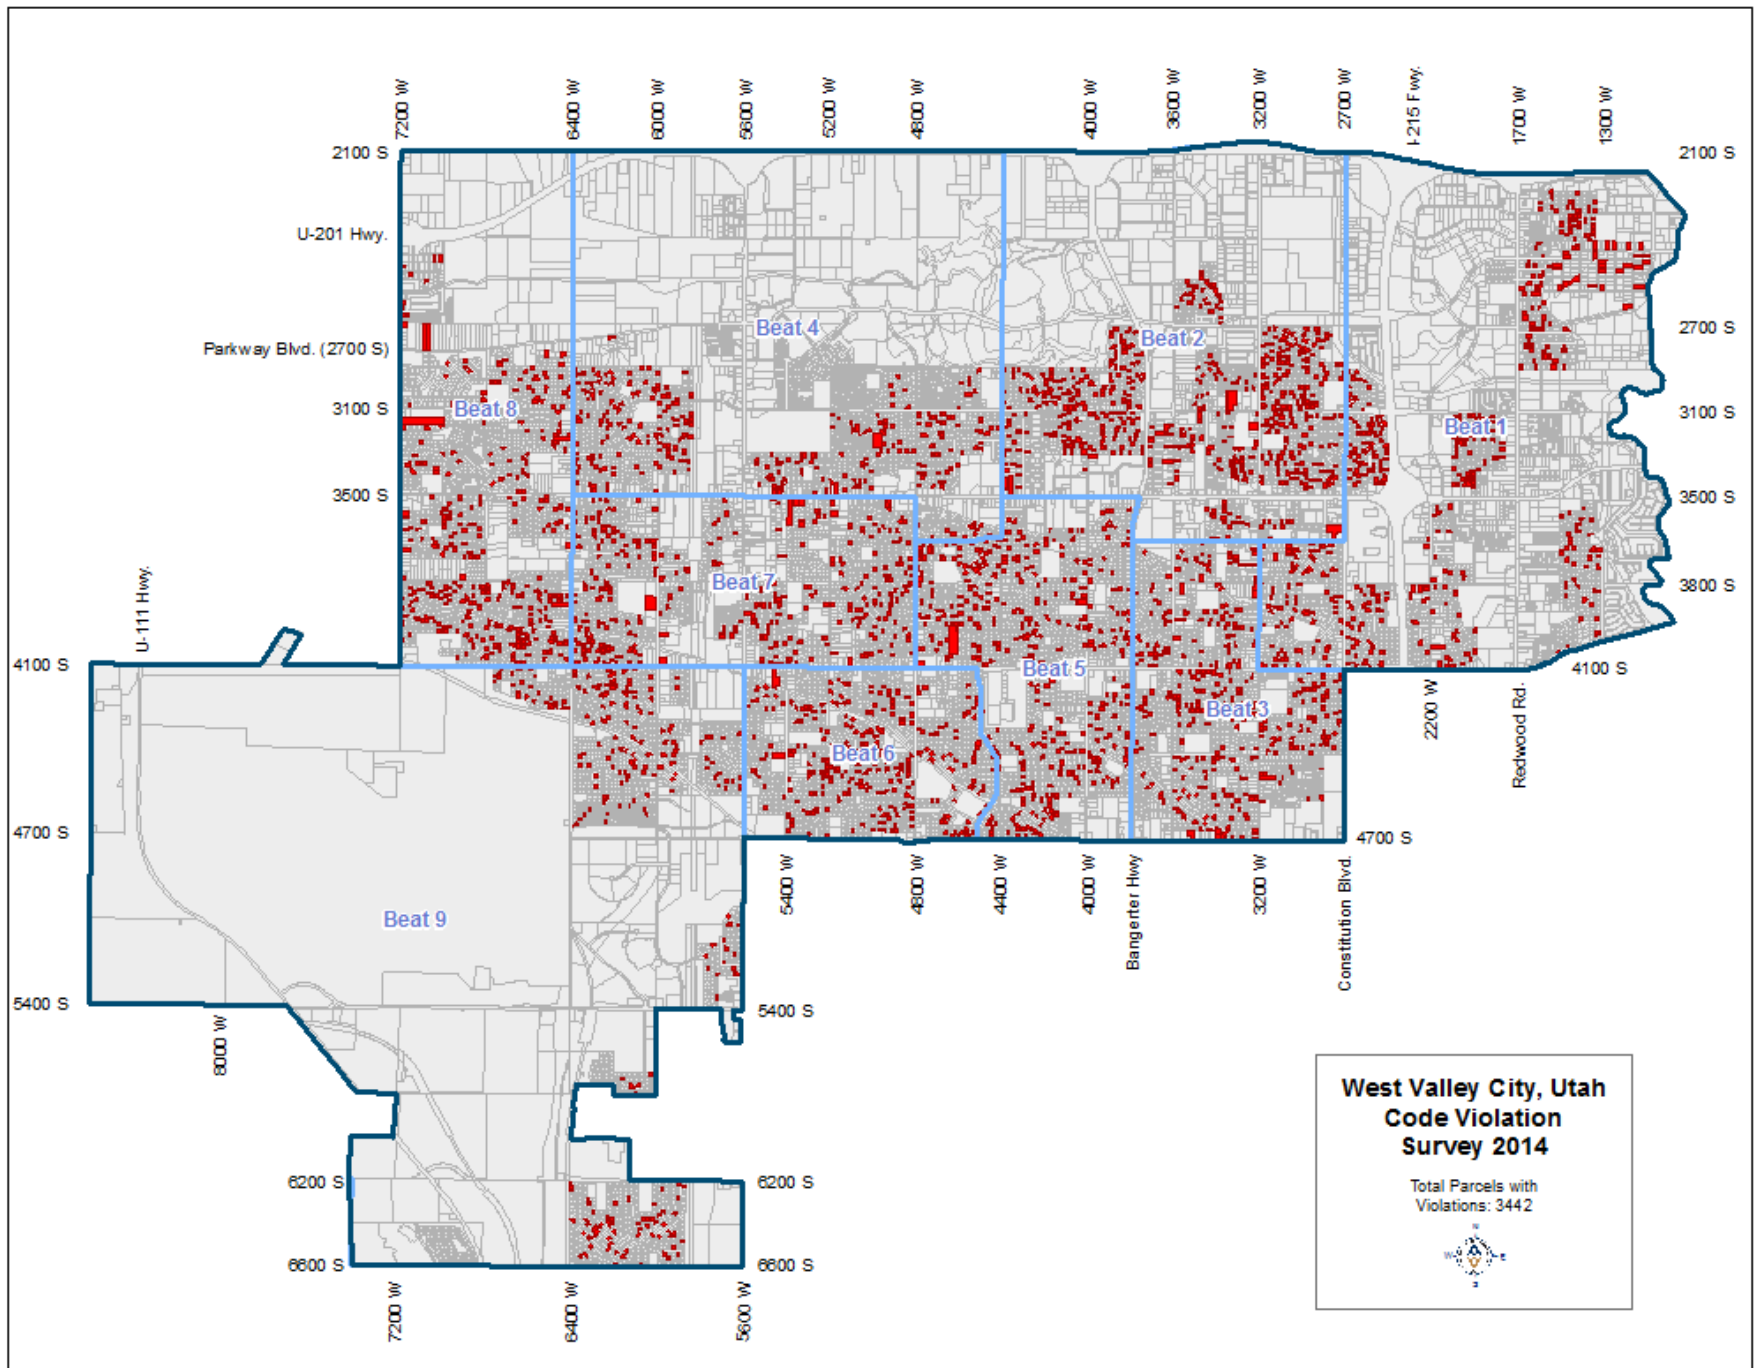 7200 W
6400 W
6000 W
5600 W
5200 W
4800 W
4000 W
3600 W
3200 W
2700 W
I-215 Fwy.
1700 W
1300 W
2100 S
2100 S
U-201 Hwy.
Beat 4
2700 S
Beat 2
Parkway Blvd. (2700 S)
3100 S
Beat 8
3100 S
Beat 1
3500 S
3500 S
U-111 Hwy.
Beat 7
3800 S
4100 S
Beat 5
4100 S
2200 W
Redwood Rd.
Beat 3
Beat 6
4700 S
4700 S
5400 W
4800 W
4400 W
4000 W
Bangerter Hwy
3200 W
Constitution Blvd.
Beat 9
5400 S
5400 S
8000 W
West Valley City, Utah
Code Violation
Survey 2014
Total Parcels with
Violations: 3442
N
W
E
S
6200 S
6200 S
6600 S
6600 S
7200 W
6400 W
5600 W